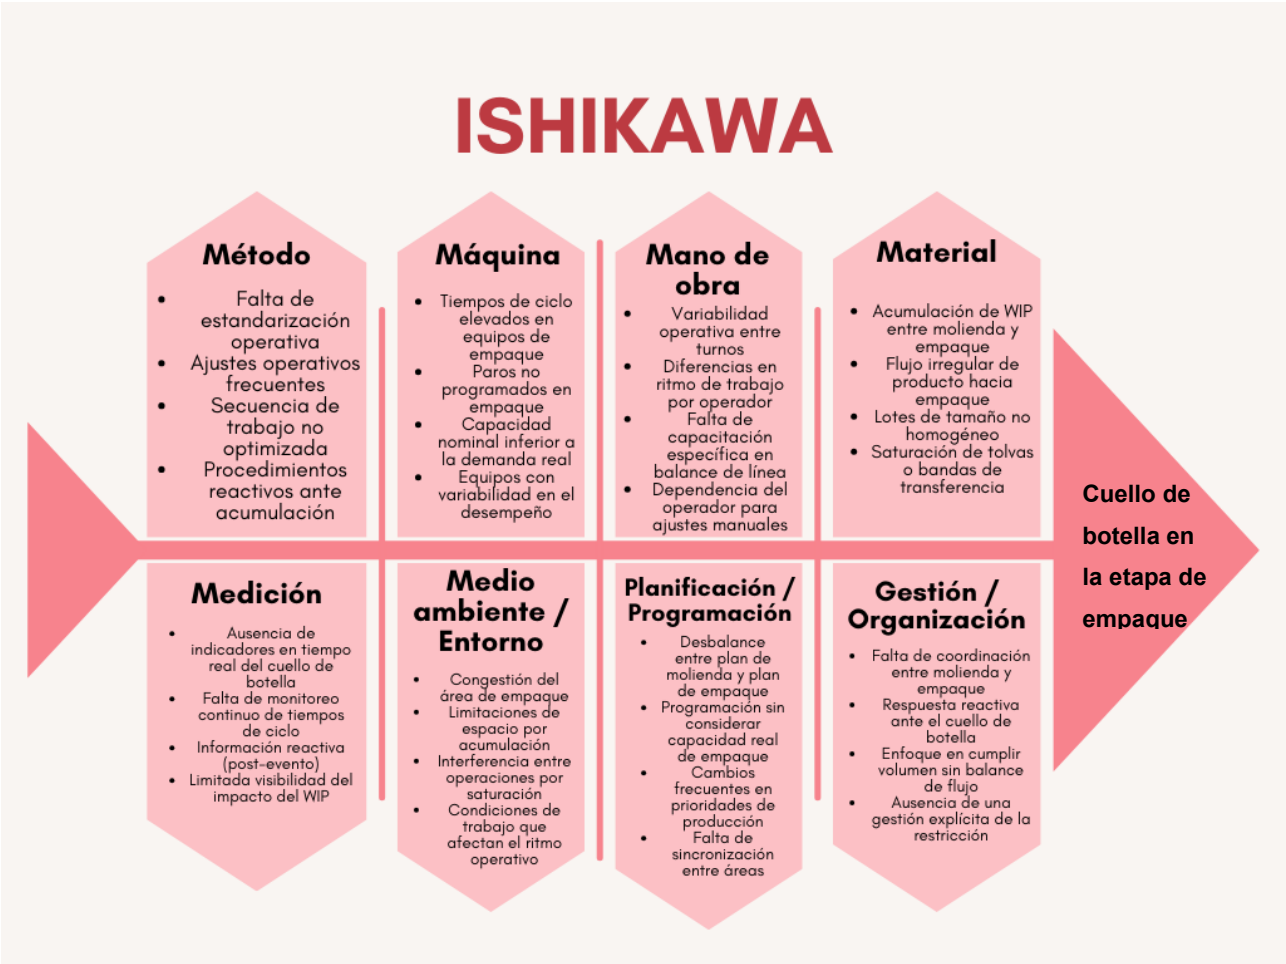 ISHIKAWA
Método
• Falta de
estandarización
operativa
• Ajustes operativos
frecuentes
• Secuencia de
trabajo no
optimizada
• Procedimientos
reactivos ante
acumulación
Máquina
• Tiempos de ciclo
elevados en
equipos de
empaque
• Paros no
programados en
empaque
• Capacidad
nominal inferior a
la demanda real
• Equipos con
variabilidad en el
desempeño
Mano de
obra
• Variabilidad
operativa entre
turnos
• Diferencias en
ritmo de trabajo
por operador
• Falta de
capacitación
específica en
balance de línea
• Dependencia del
operador para
ajustes manuales
Material
• Acumulación de WIP
entre molienda y
empaque
• Flujo irregular de
producto hacia
empaque
• Lotes de tamaño no
homogéneo
• Saturación de tolvas
o bandas de
transferencia
Cuello de
botella en
la etapa de
empaque
Medición
• Ausencia de
indicadores en tiempo
real del cuello de
botella
• Falta de monitoreo
continuo de tiempos
de ciclo
• Información reactiva
(post-evento)
• Limitada visibilidad del
impacto del WIP
Medio
ambiente /
Entorno
• Congestión del
área de empaque
• Limitaciones de
espacio por
acumulación
• Interferencia entre
operaciones por
saturación
• Condiciones de
trabajo que
afectan el ritmo
operativo
Planificación /
Programación
• Desbalance
entre plan de
molienda y plan
de empaque
• Programación sin
considerar
capacidad real
de empaque
• Cambios
frecuentes en
prioridades de
producción
• Falta de
sincronización
entre áreas
Gestión /
Organización
• Falta de coordinación
entre molienda y
empaque
• Respuesta reactiva
ante el cuello de
botella
• Enfoque en cumplir
volumen sin balance
de flujo
• Ausencia de una
gestión explícita de la
restricción